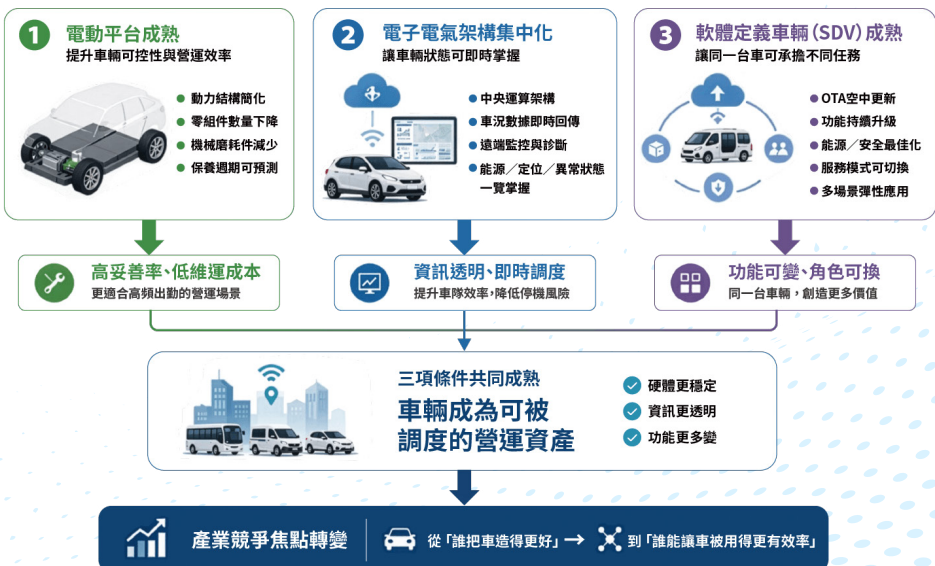 1 電動平台成熟
提升車輛可控性與營運效率
動力結構簡化
零組件數量下降
機械磨耗件減少
保養週期可預測
2 電子電氣架構集中化
讓車輛狀態可即時掌握
中央運算架構
車況數據即時回傳
遠端監控與診斷
能源／定位／異常狀態
一覽掌握
3 軟體定義車輛(SDV)成熟
讓同一台車可承擔不同任務
OTA空中更新
功能持續升級
能源／安全最佳化
服務模式可切換
多場景彈性應用
高妥善率、低維運成本
更適合高頻出勤的營運場景
資訊透明、即時調度
提升車隊效率,降低停機風險
功能可變、角色可換
同一台車輛，創造更多價值
三項條件共同成熟
車輛成為可被
調度的營運資產
硬體更穩定
資訊更透明
功能更多變
產業競爭焦點轉變
從「誰把車造得更好」→ 到「誰能讓車被用得更有效率」